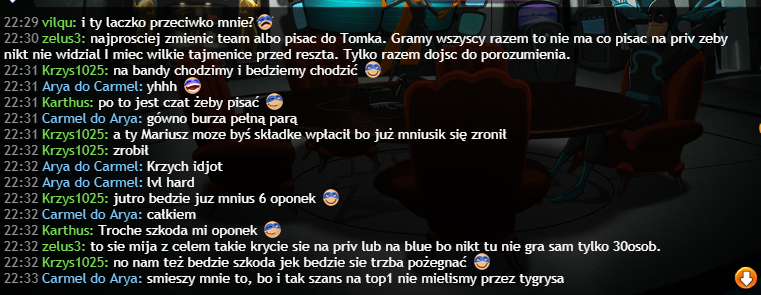 22:29 vilqu: i ty laczko przeciwko mnie?
22:30 zelus3: najprosciej zmienic team albo pisac do Tomka. Gramy wszyscy razem to nie ma co pisac na priv zeby
nikt nie widzial I miec wilkie tajmenice przed reszta. Tylko razem dojsc do porozumienia.
22:31 Krzys1025: na bandy chodzimy i bedziemy chodzić
22:31 Arya do Carmel: yhhh
22:31 Karthus: po to jest czat żeby pisać
22:31 Carmel do Arya: gówno burza pełną parą
22:31 Krzys1025: a ty Mariusz moze byś składke wpłacił bo już mniusik się zronil
22:32 Krzys1025: zrobił
22:32 Arya do Carmel: Krzych idjot
22:32 Arya do Carmel: lvl hard
22:32 Krzys1025: jutro bedzie juz mnius 6 oponek
22:32 Carmel do Arya: całkiem
22:32 Karthus: Troche szkoda mi oponek
22:32 zelus3: to sie mija z celem takie krycie sie na priv lub na blue bo nikt tu nie gra sam tylko 30osob.
22:32 Krzys1025: no nam też bedzie szkoda jek bedzie sie trzba pożegnać
22:33 Carmel do Arya: smieszy mnie to, bo i tak szans na top1 nie mielismy przez tygrysa